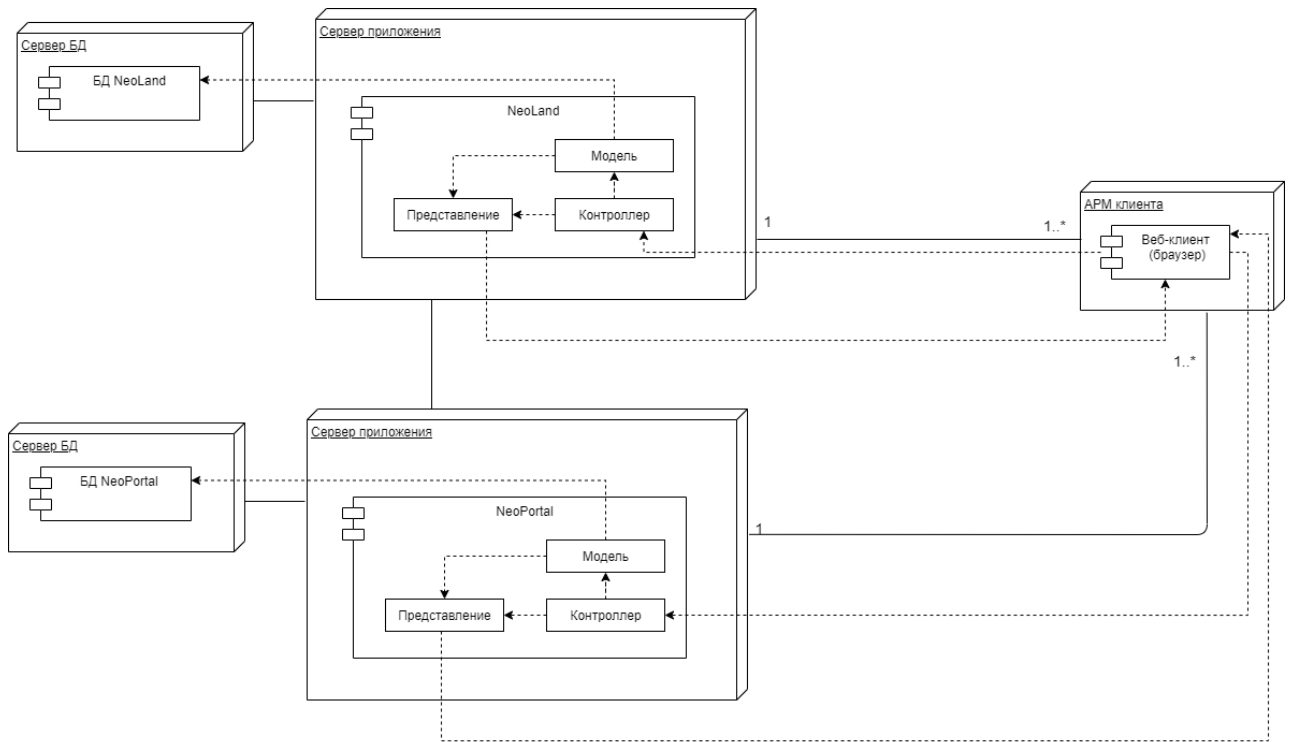 Сервер БД
БД NeoLand
Сервер приложения
NeoLand
Модель
Представление
Контроллер
1
1..*
АРМ клиента
Веб-клиент
(браузер)
1..*
Сервер БД
БД NeoPortal
Сервер приложения
NeoPortal
Модель
Представление
Контроллер
1